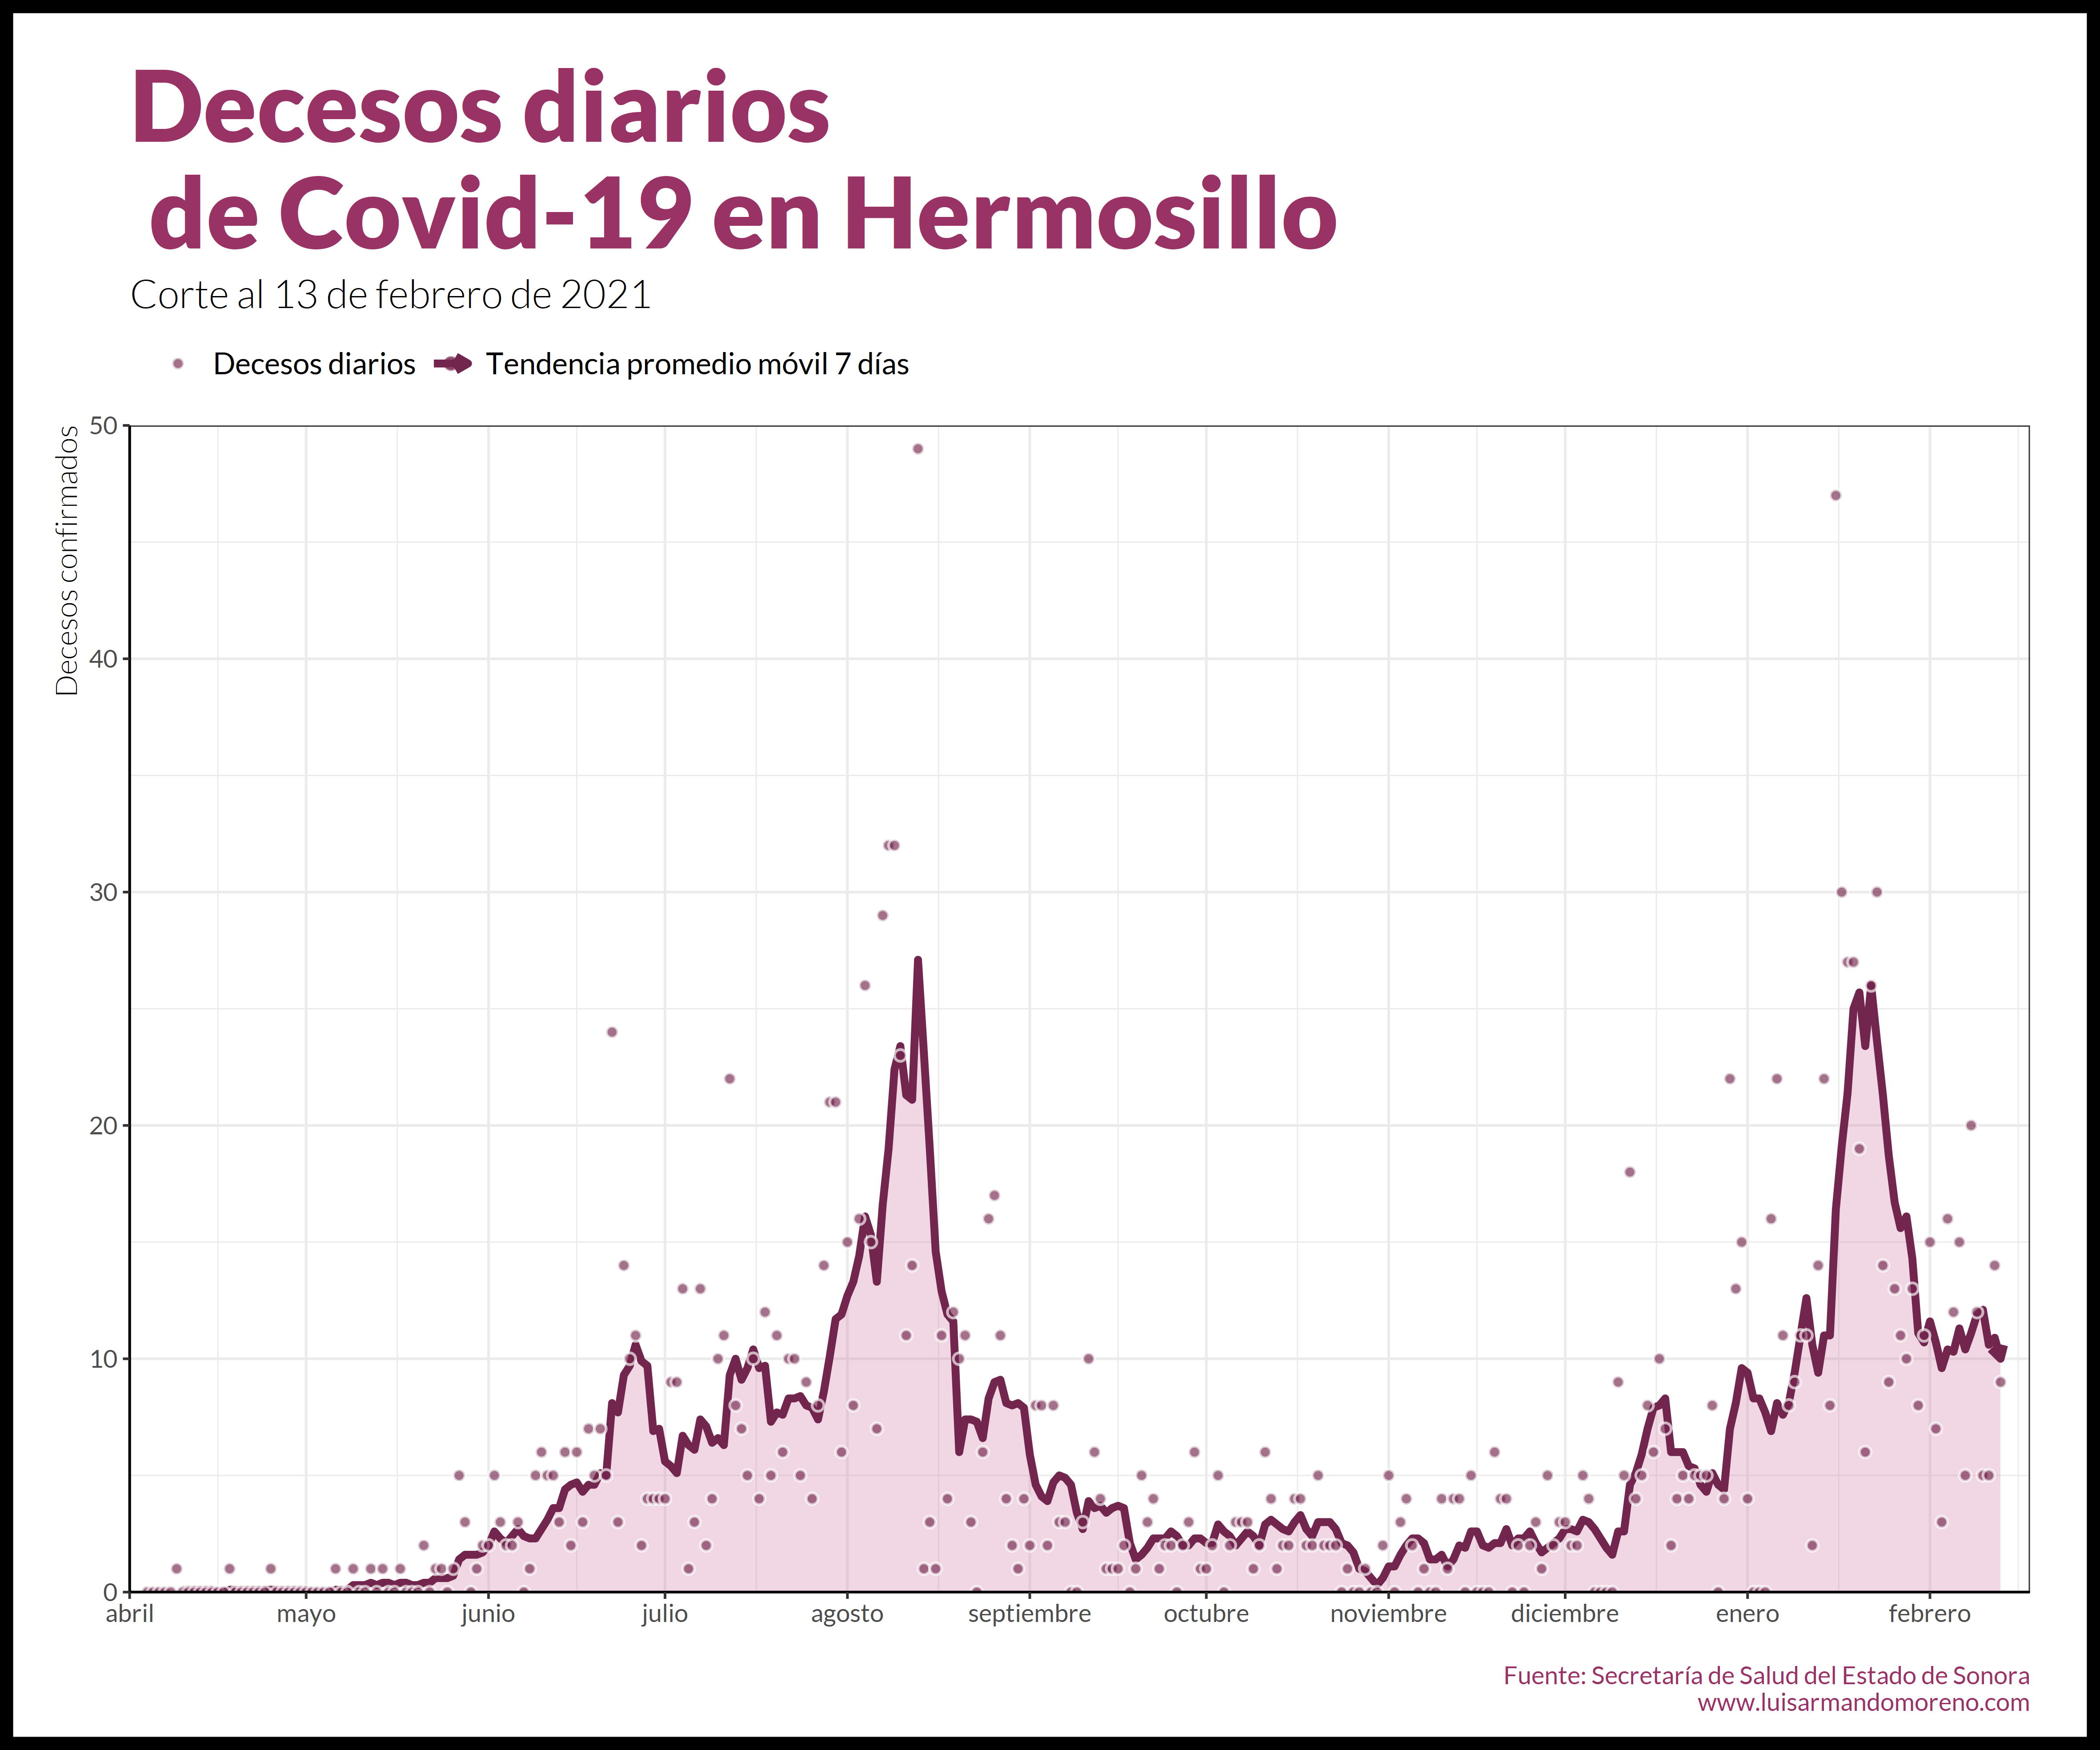 Decesos diarios
de Covid-19 en Hermosillo
Corte al 13 de febrero de 2021
Decesos diarios Tendencia promedio móvil 7 días
Decesos confirmados
50
40
30
20
10
0
abril mayo junio julio agosto septiembre octubre noviembre diciembre enero febrero
Fuente: Secretaría de Salud del Estado de Sonora
www.luisarmandomoreno.com